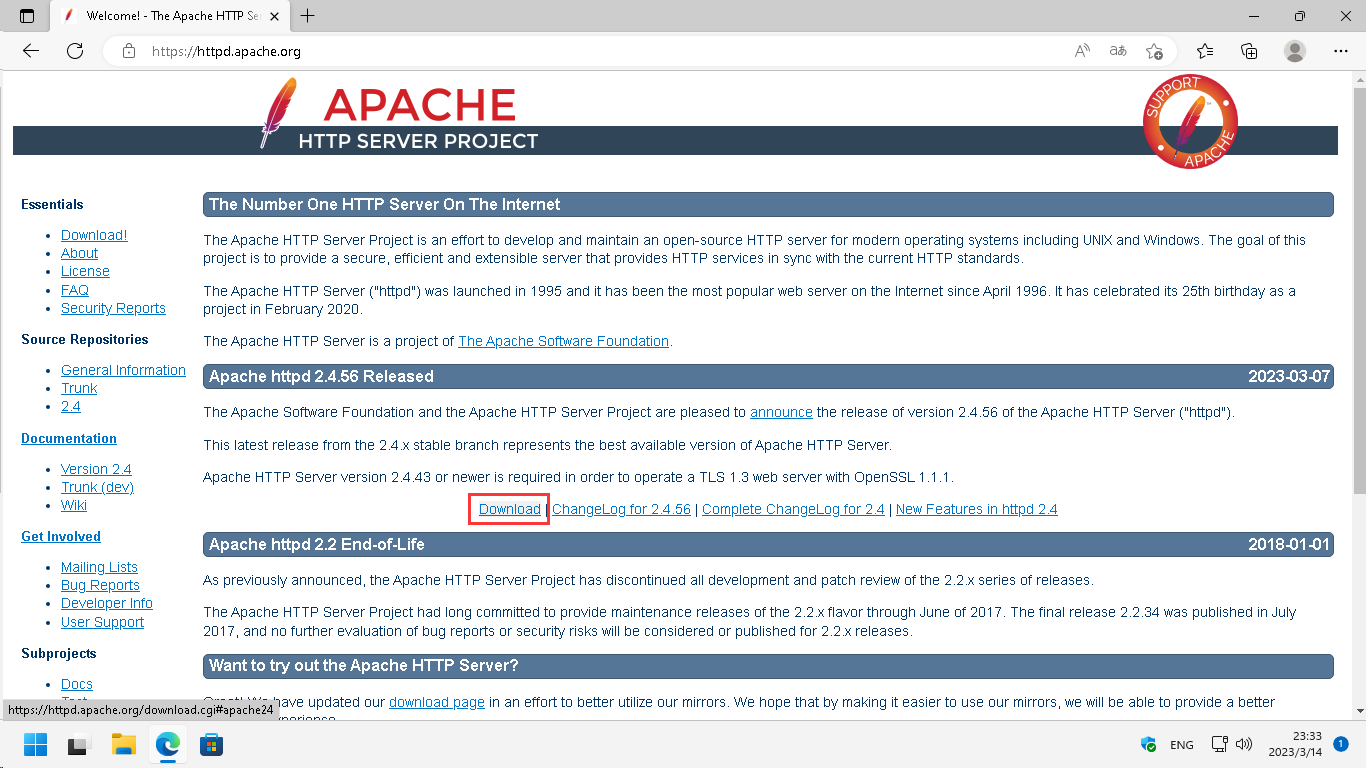 Welcome! - The Apache HTTP Se
https://httpd.apache.org
APACHE
HTTP SERVER PROJECT
SUPPORT
APACHE
Essentials
Download!
About
License
FAQ
Security Reports
Source Repositories
General Information
Trunk
2.4
Documentation
Version 2.4
Trunk (dev)
Wiki
Get Involved
Mailing Lists
Bug Reports
Developer Info
User Support
Subprojects
Docs
The Number One HTTP Server On The Internet
The Apache HTTP Server Project is an effort to develop and maintain an open-source HTTP server for modern operating systems including UNIX and Windows. The goal of this
project is to provide a secure, efficient and extensible server that provides HTTP services in sync with the current HTTP standards.
The Apache HTTP Server ("httpd") was launched in 1995 and it has been the most popular web server on the Internet since April 1996. It has celebrated its 25th birthday as a
project in February 2020.
The Apache HTTP Server is a project of The Apache Software Foundation.
Apache httpd 2.4.56 Released 2023-03-07
The Apache Software Foundation and the Apache HTTP Server Project are pleased to announce the release of version 2.4.56 of the Apache HTTP Server ("httpd").
This latest release from the 2.4.x stable branch represents the best available version of Apache HTTP Server.
Apache HTTP Server version 2.4.43 or newer is required in order to operate a TLS 1.3 web server with OpenSSL 1.1.1.
Download | ChangeLog for 2.4.56 | Complete ChangeLog for 2.4 | New Features in httpd 2.4
Apache httpd 2.2 End-of-Life 2018-01-01
As previously announced, the Apache HTTP Server Project has discontinued all development and patch review of the 2.2.x series of releases.
The Apache HTTP Server Project had long committed to provide maintenance releases of the 2.2.x flavor through June of 2017. The final release 2.2.34 was published in July
2017, and no further evaluation of bug reports or security risks will be considered or published for 2.2.x releases.
Want to try out the Apache HTTP Server?
have updated our download page in an effort to better utilize our mirrors. We hope that by making it easier to use our mirrors, we will be able to provide a better
https://httpd.apache.org/download.cgi#apache24
ENG
23:33
2023/3/14
1